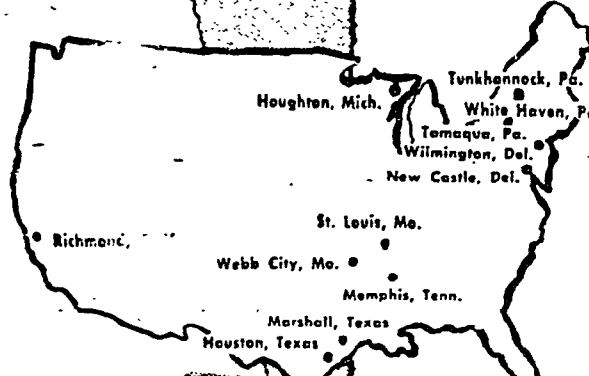 Tunkhannock, Pa.
Houghton, Mich.
White Haven, P
Tamaqua, Pa.
Wilmington, Del.
New Castle, Del.
St. Louis, Mo.
Richmond,
Webb City, Mo.
Memphis, Tenn.
Marshall, Texas
Houston, Texas